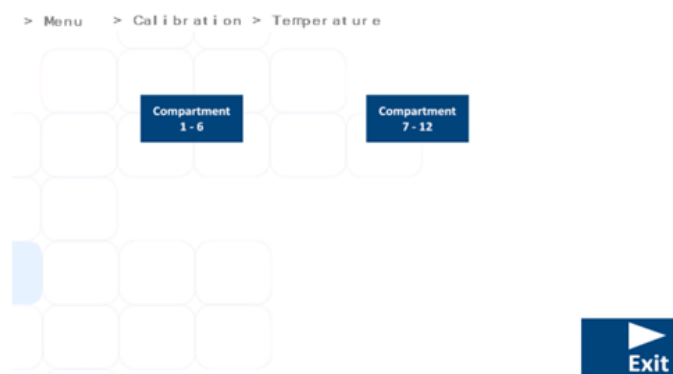 > Menu > Calibration > Temperature
Compartment
1 - 6
Compartment
7 - 12
Exit